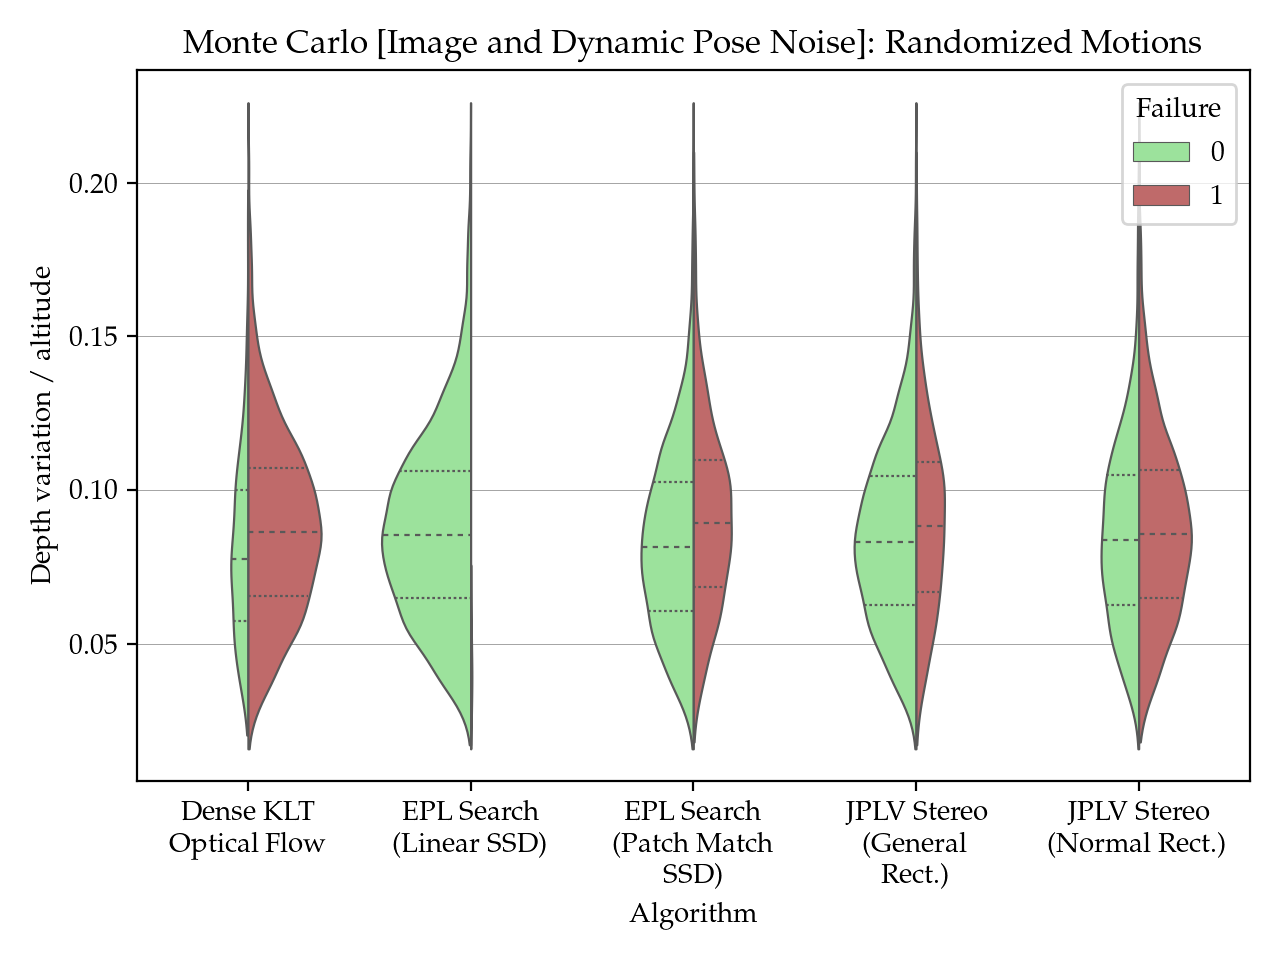 Monte Carlo [Image and Dynamic Pose Noise]: Randomized Motions
Failure
0
1
Depth variation / altitude
0.20
0.15
0.10
0.05
Dense KLT
Optical Flow
EPL Search
(Linear SSD)
EPL Search
(Patch Match
SSD)
JPLV Stereo
(General
Rect.)
JPLV Stereo
(Normal Rect.)
Algorithm